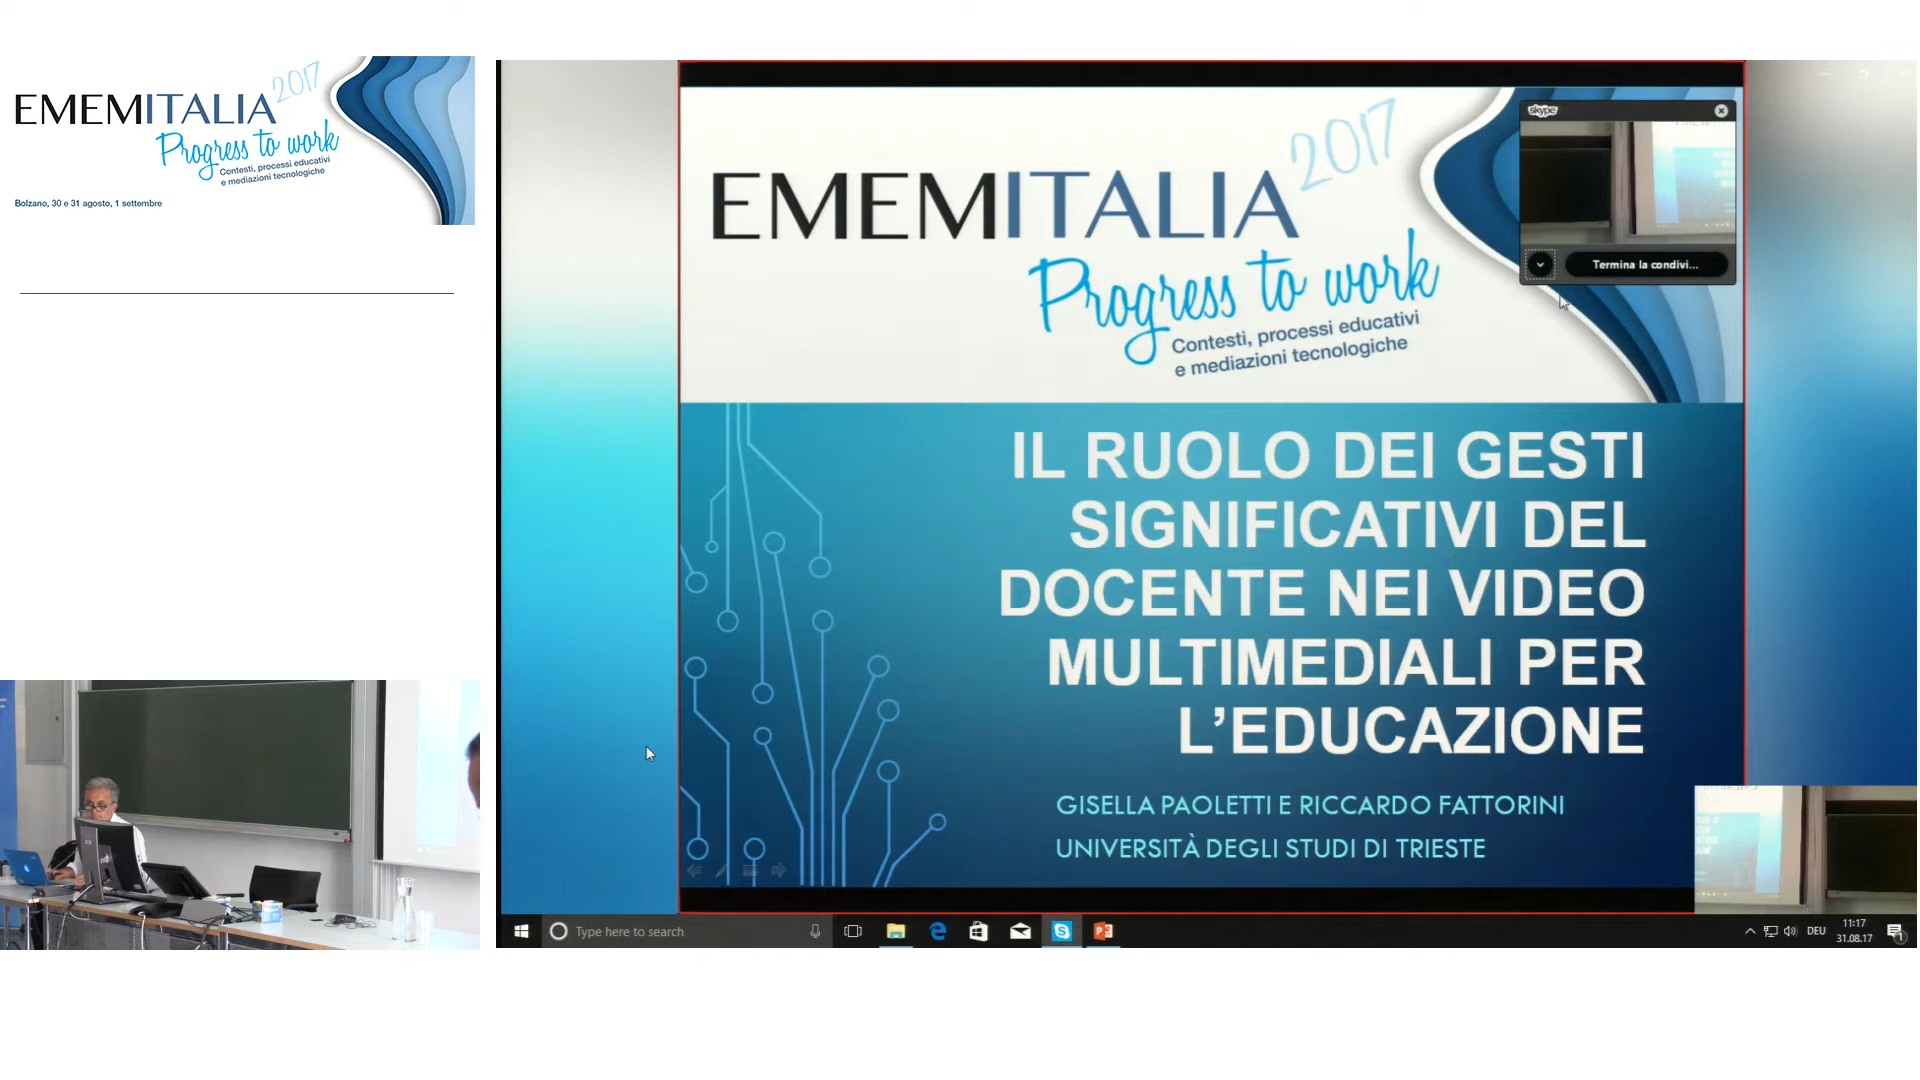 2017
EMEMITALIA
Progress to work
Contesti, processi educativi
e mediazioni tecnologiche
Bolzano, 30 e 31 agosto, 1 settembre
2017
EMEMITALIA
Progress to work
Contesti, processi educativi
e mediazioni tecnologiche
skype
Termina la condivi...
IL RUOLO DEI GESTI
SIGNIFICATIVI DEL
DOCENTE NEI VIDEO
MULTIMEDIALI PER
L’EDUCAZIONE
GISELLA PAOLETTI E RICCARDO FATTORINI
UNIVERSITÀ DEGLI STUDI DI TRIESTE
Type here to search
DEU
11:17
31.08.17
1